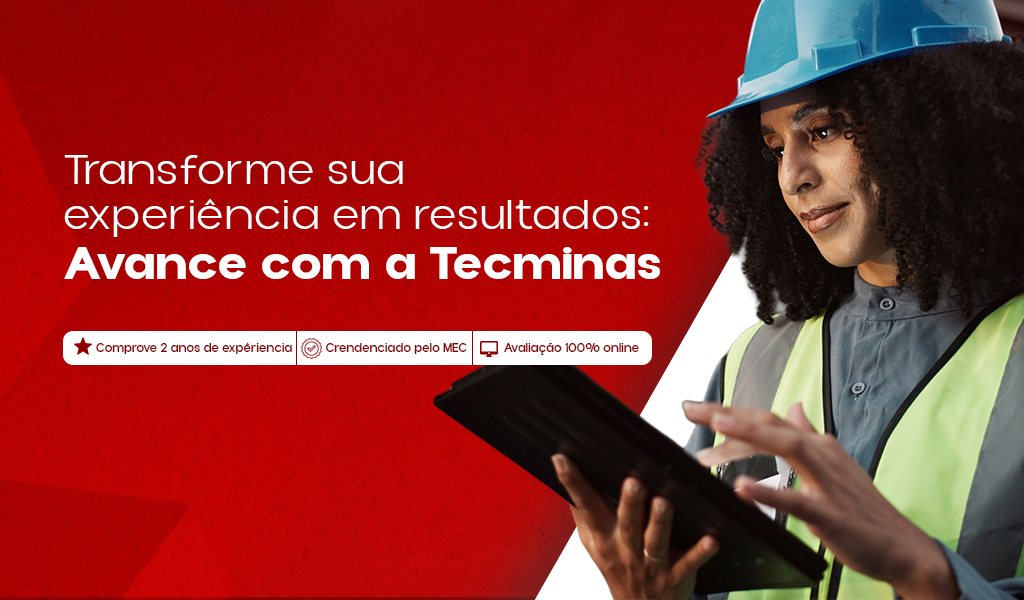 Transforme sua
experiência em resultados:
Avance com a Tecminas
Comprove 2 anos de expêriencia
Crendenciado pelo MEC
Avaliação 100% online